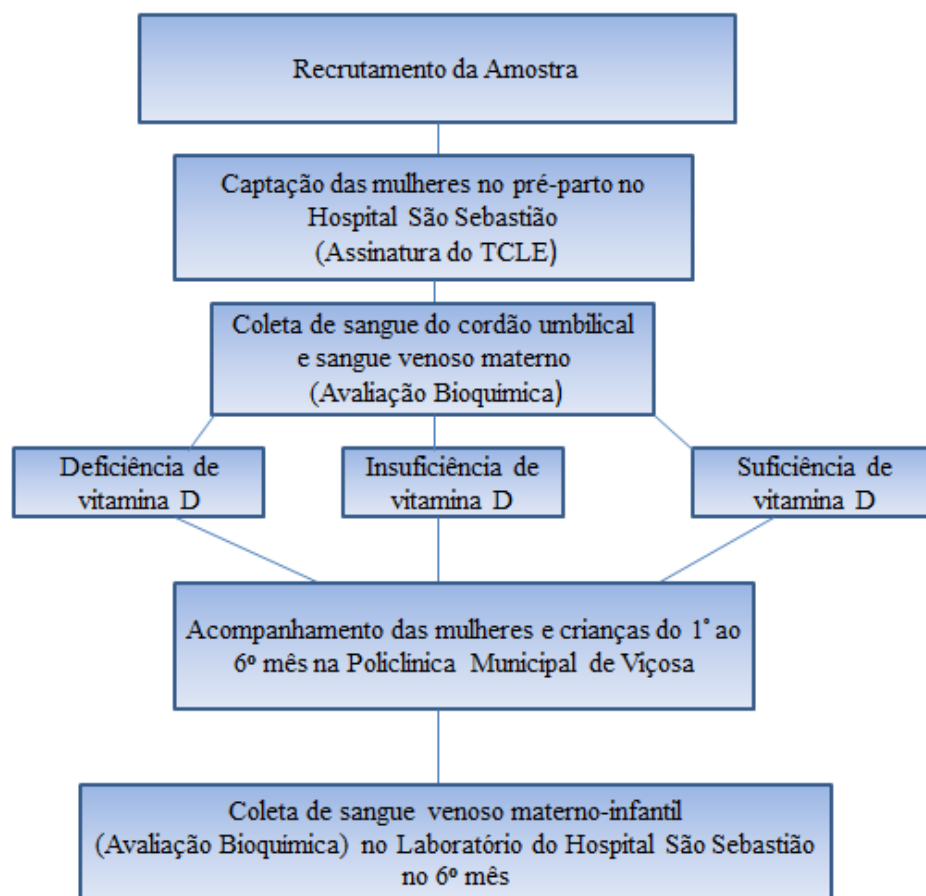 Recrutamento da Amostra
Captação das mulheres no pré-parto no
Hospital São Sebastião
(Assinatura do TCLE)
Coleta de sangue do cordão umbilical
e sangue venoso materno
(Avaliação Bioquímica)
Deficiência de
vitamina D
Insuficiência de
vitamina D
Suficiência de
vitamina D
Acompanhamento das mulheres e crianças do 1° ao
6º mês na Policlinica Municipal de Viçosa
Coleta de sangue venoso materno-infantil
(Avaliação Bioquímica) no Laboratório do Hospital São Sebastião
no 6º mês